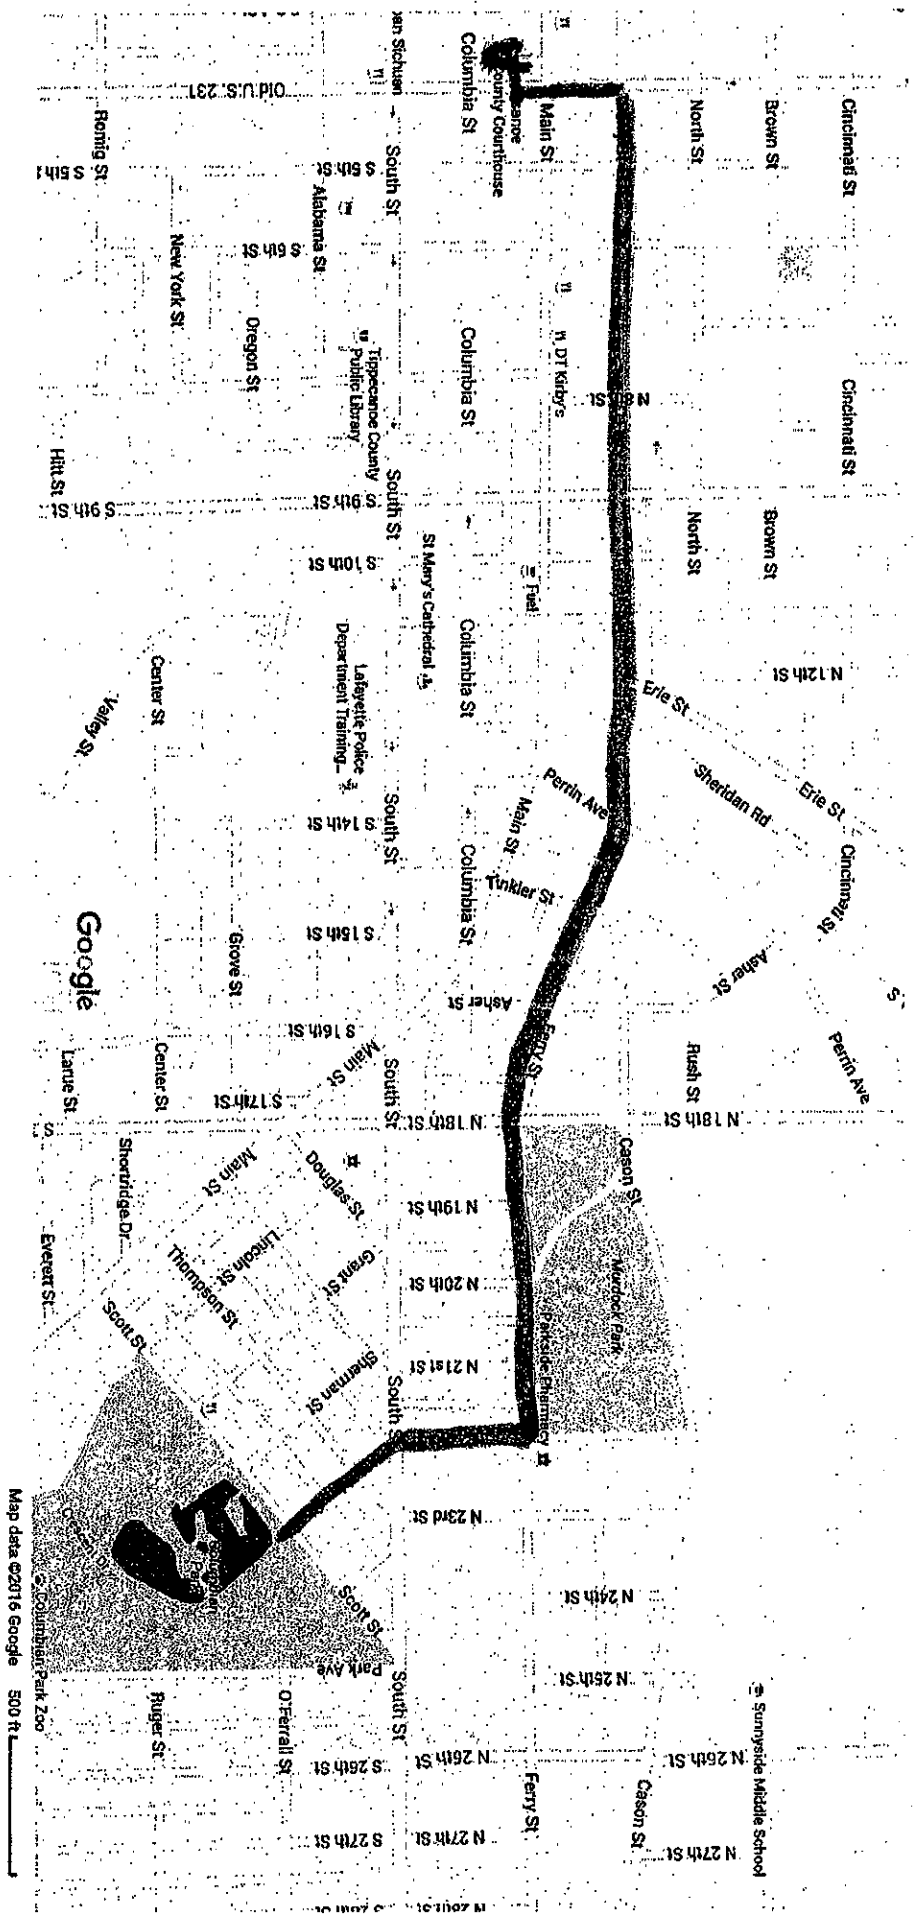 Columbia St
County Courthouse
Main St
North St
Brown St
Cincinnati St
Old U.S. 231
Romig St
S 5th St
South St
Alabama St
S 6th St
New York St
Oregon St
Tippecanoe County
Public Library
Columbia St
DT Kirby's
N 8th St
Cincinnati St
Hitt St
S 9th St
S 9th St
South St
S 10th St
St Mary's Cathedral
Fuel
North St
Brown St
N 12th St
Columbia St
Center St
Valley St
Lafayette Police
Department Training...
Erie St
Sheridan Rd
Erie St
Cincinnati St
Perrin Ave
Main St
Tinkler St
South St
S 14th St
Columbia St
S 15th St
Grove St
Google
Asher St
Asher St
Ferry St
S 16th St
Main St
Larue St
Center St
S 17th St
South St
N 18th St
Rush St
Perrin Ave
N 18th St
Cason St
Shortridge Dr
Main St
Douglas St
N 19th St
Everett St
Lincoln St
Thompson St
Grant St
N 20th St
Murdock Park
Parkside Pharmacy
Scott St
Sherman St
N 21st St
South S
N 23rd St
N 24th St
Scott St
Park Ave
N 25th St
Columbian Park Zoo
Ruger St
O'Ferrall St
South St
S 26th St
N 26th St
N 26th St
Sunnyside Middle School
Ferry St
Cason St
S 27th St
N 27th St
N 27th St
Map data ©2016 Google
500 ft